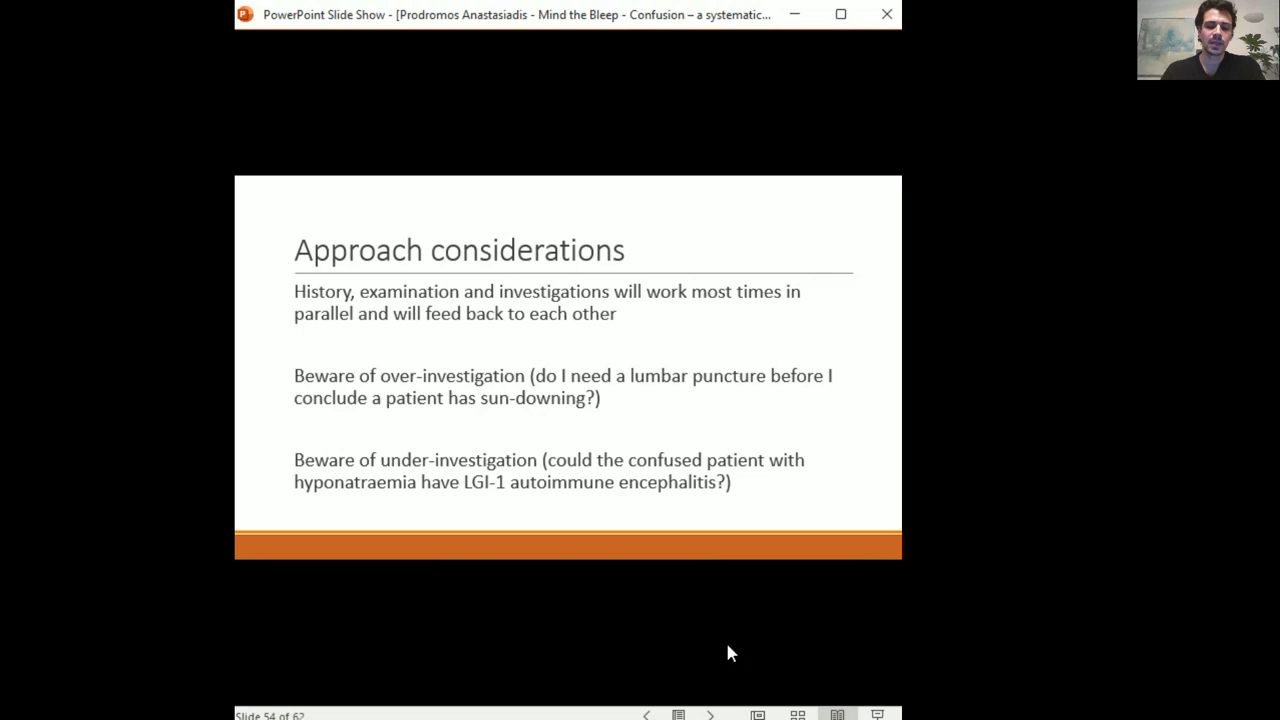 PowerPoint Slide Show - [Prodromos Anastasiadis - Mind the Bleep - Confusion – a systematic...
Approach considerations
History, examination and investigations will work most times in
parallel and will feed back to each other
Beware of over-investigation (do I need a lumbar puncture before I
conclude a patient has sun-downing?)
Beware of under-investigation (could the confused patient with
hyponatraemia have LGI-1 autoimmune encephalitis?)
Slide 54 of 62